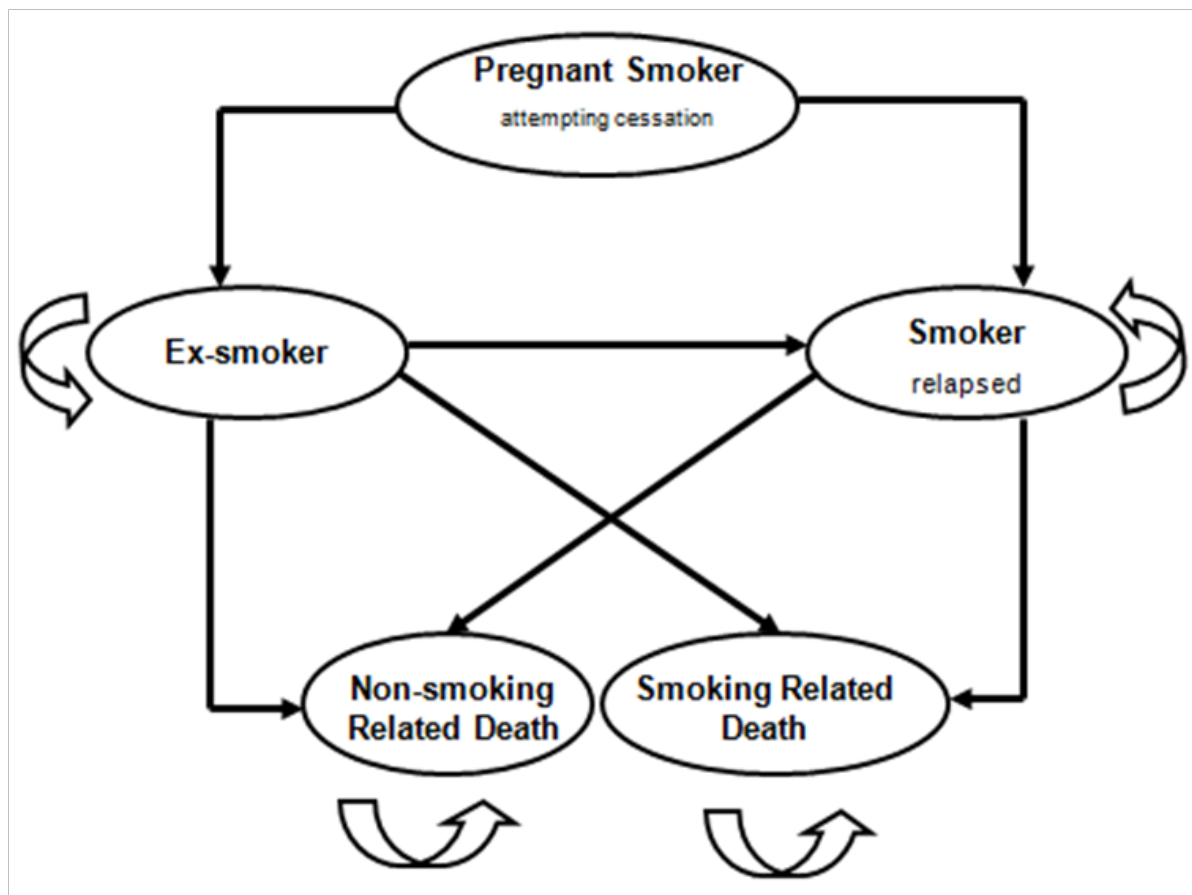 Pregnant Smoker
attempting cessation
Ex-smoker
Smoker
relapsed
Non-smoking
Related Death
Smoking Related
Death